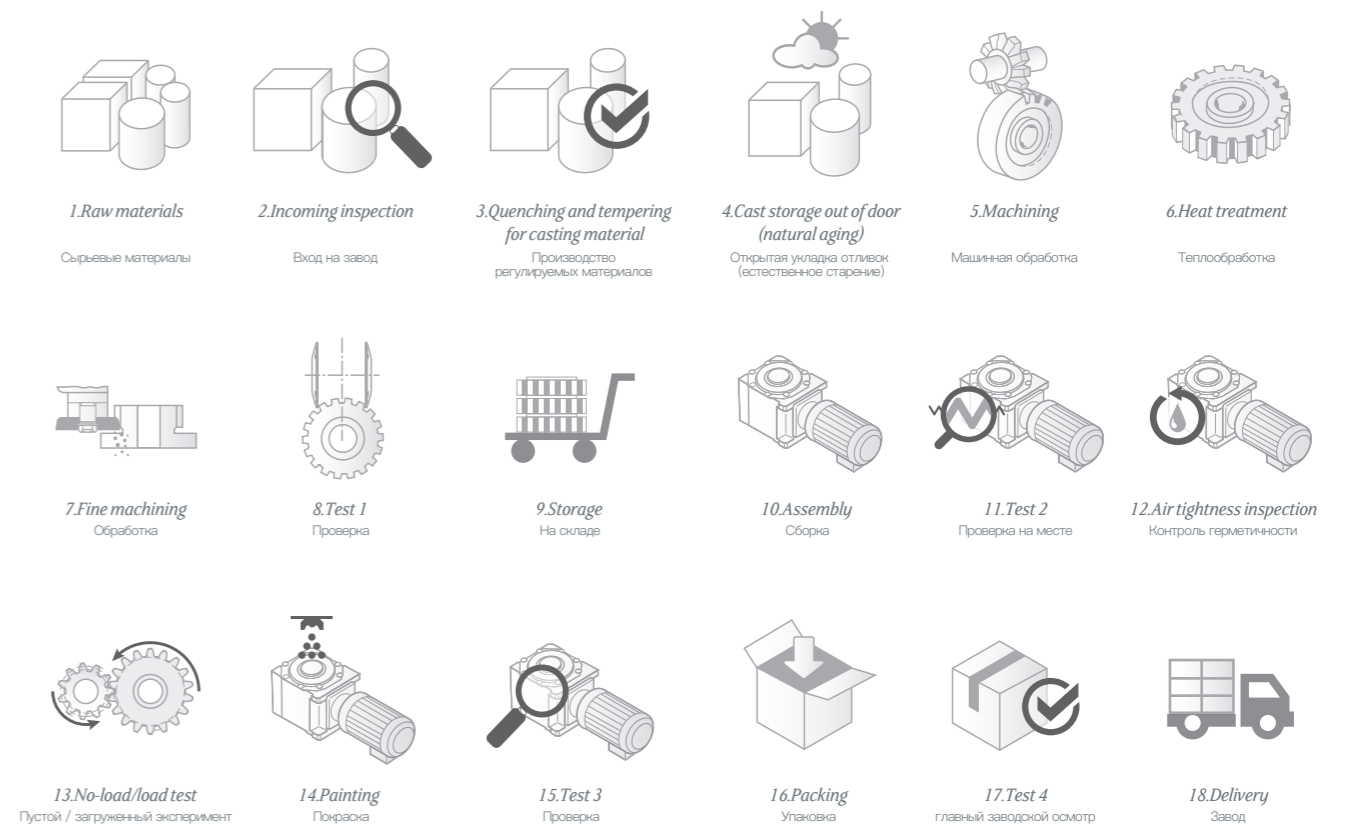 1.Raw materials
Сырьевые материалы
2.Incoming inspection
Вход на завод
3.Quenching and tempering
for casting material
Производство
регулируемых материалов
4.Cast storage out of door
(natural aging)
Открытая укладка отливок
(естественное старение)
5.Machining
Машинная обработка
6.Heat treatment
Теплообработка
7.Fine machining
Обработка
8.Test 1
Проверка
9.Storage
На складе
10.Assembly
Сборка
11.Test 2
Проверка на месте
12.Air tightness inspection
Контроль герметичности
13.No-load/load test
Пустой / загруженный эксперимент
14.Painting
Покраска
15.Test 3
Проверка
16.Packing
Упаковка
17.Test 4
главный заводской осмотр
18.Delivery
Завод